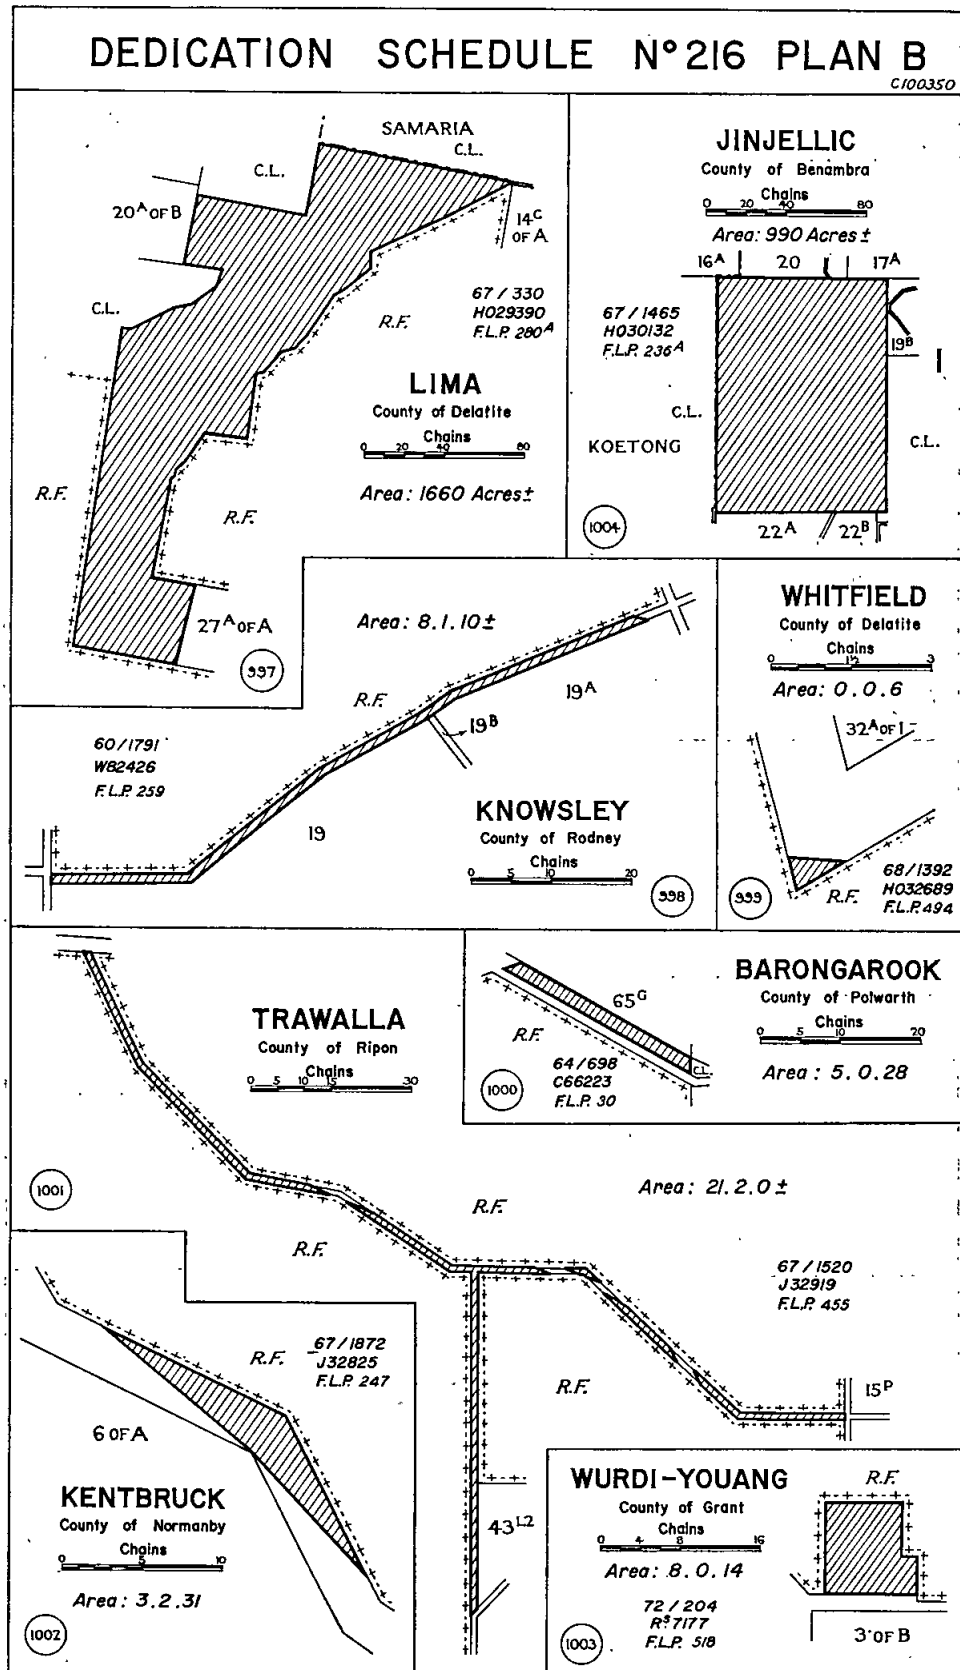 DEDICATION SCHEDULE Nº 216 PLAN B
C100350
SAMARIA
C.L.
C.L.
20ᴬ OF B
14ᶜ
OF A
C.L.
R.F.
67 / 330
H029390
F.L.P. 280ᴬ
LIMA
County of Delatite
Chains
0 20 40 80
Area: 1660 Acres±
R.F.
R.F.
27ᴬ OF A
997
JINJELLIC
County of Benambra
Chains
0 20 40 80
Area: 990 Acres±
16ᴬ 20 17ᴬ
67 / 1465
H030132
F.L.P. 236ᴬ
19ᴮ
C.L.
KOETONG
C.L.
1004
22ᴬ 22ᴮ
Area: 8.1.10±
R.F.
19ᴬ
19ᴮ
60/1791
W82426
F.L.P. 259
19
KNOWSLEY
County of Rodney
Chains
0 5 10 20
998
WHITFIELD
County of Delatite
Chains
0 1½ 3
Area: 0.0.6
32ᴬ OF I
68/1392
H032689
F.L.P. 494
R.F.
999
TRAWALLA
County of Ripon
Chains
0 5 10 15 30
1001
R.F.
R.F.
Area: 21.2.0±
67 / 1520
J32919
F.L.P. 455
R.F.
15ᴾ
43ᴸ²
BARONGAROOK
County of Polwarth
Chains
0 5 10 20
Area: 5.0.28
65ᴳ
R.F.
64/698
C66223
F.L.P. 30
C.L.
1000
R.F.
67/1872
J32825
F.L.P. 247
6 OF A
KENTBRUCK
County of Normanby
Chains
0 5 10
Area: 3.2.31
1002
WURDI-YOUANG
County of Grant
Chains
0 4 8 16
Area: 8.0.14
72 / 204
Rˢ 7177
F.L.P. 518
1003
R.F.
3 OF B